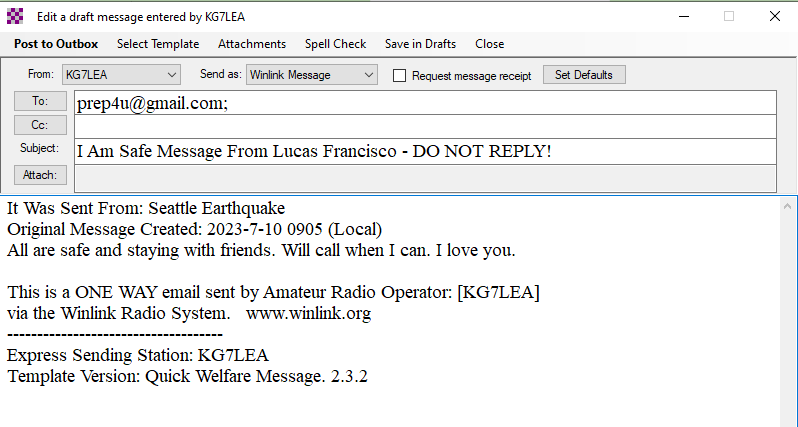 Edit a draft message entered by KG7LEA
Post to Outbox Select Template Attachments Spell Check Save in Drafts Close
From: KG7LEA Send as: Winlink Message Request message receipt Set Defaults
To: prep4u@gmail.com;
Cc:
Subject: I Am Safe Message From Lucas Francisco - DO NOT REPLY!
Attach:
It Was Sent From: Seattle Earthquake
Original Message Created: 2023-7-10 0905 (Local)
All are safe and staying with friends. Will call when I can. I love you.
This is a ONE WAY email sent by Amateur Radio Operator: [KG7LEA]
via the Winlink Radio System.   www.winlink.org
------------------------------------
Express Sending Station: KG7LEA
Template Version: Quick Welfare Message. 2.3.2